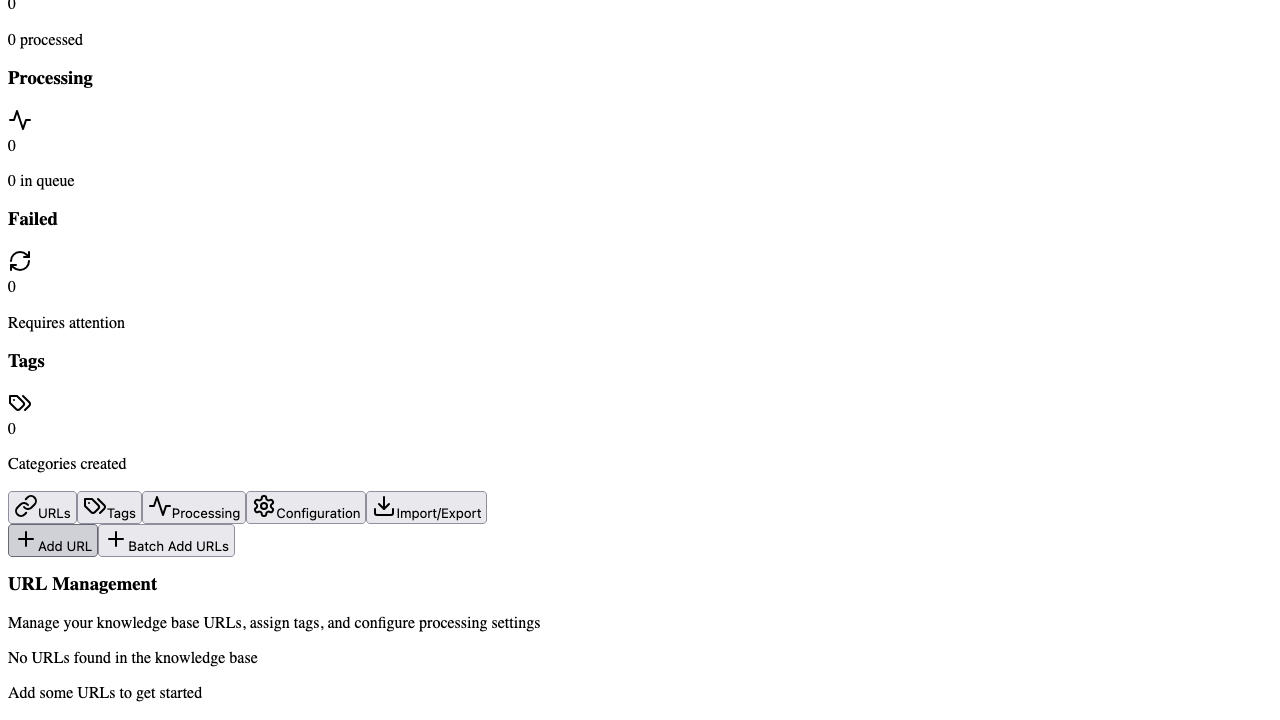 0
0 processed
Processing
0
0 in queue
Failed
0
Requires attention
Tags
0
Categories created
URLs Tags Processing Configuration Import/Export
Add URL Batch Add URLs
URL Management
Manage your knowledge base URLs, assign tags, and configure processing settings
No URLs found in the knowledge base
Add some URLs to get started